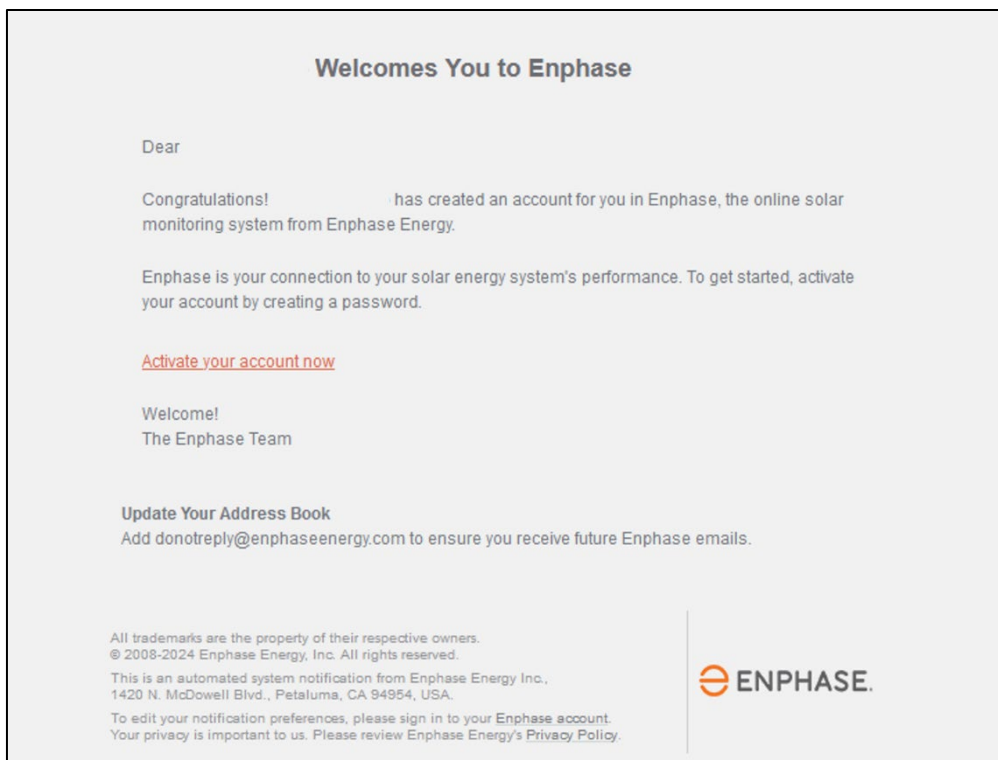 Welcomes You to Enphase
Dear
Congratulations! has created an account for you in Enphase, the online solar
monitoring system from Enphase Energy.
Enphase is your connection to your solar energy system's performance. To get started, activate
your account by creating a password.
Activate your account now
Welcome!
The Enphase Team
Update Your Address Book
Add donotreply@enphaseenergy.com to ensure you receive future Enphase emails.
All trademarks are the property of their respective owners.
© 2008-2024 Enphase Energy, Inc. All rights reserved.
This is an automated system notification from Enphase Energy Inc.,
1420 N. McDowell Blvd., Petaluma, CA 94954, USA.
To edit your notification preferences, please sign in to your Enphase account.
Your privacy is important to us. Please review Enphase Energy's Privacy Policy.
ENPHASE.